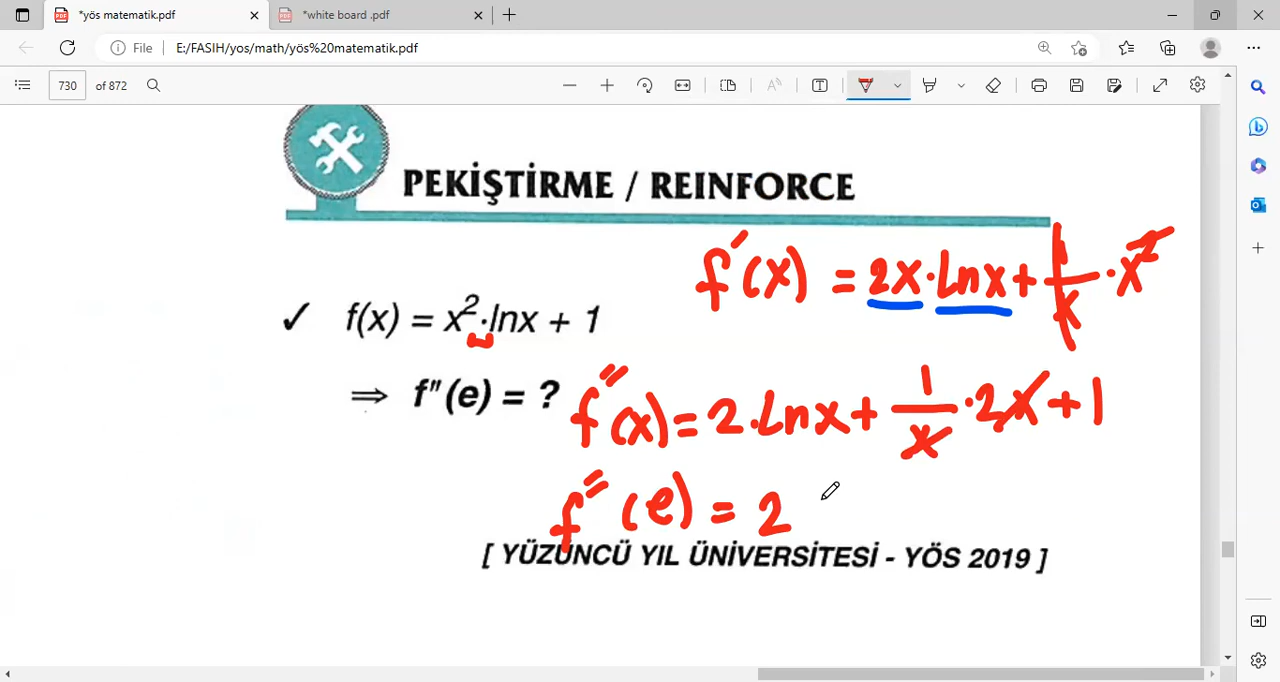 *yös matematik.pdf
*white board .pdf
File E:/FASIH/yos/math/yös%20matematik.pdf
730 of 872
PEKİŞTİRME / REINFORCE
f'(x) = 2x·lnx + 1/x · x²
✓ f(x) = x²·lnx + 1
⇒ f"(e) = ?
f"(x) = 2·lnx + 1/x · 2x + 1
f"(e) = 2
[ YÜZUNCÜ YIL ÜNİVERSİTESİ - YÖS 2019 ]